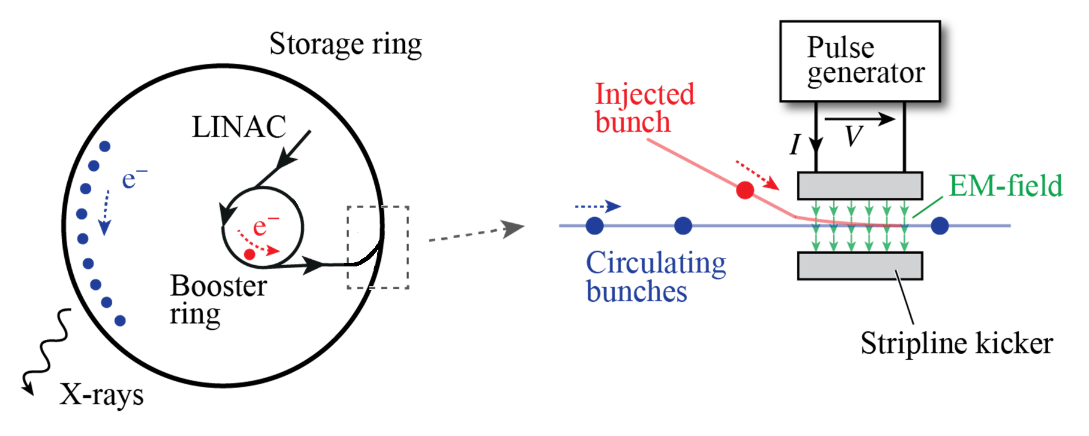 Storage ring
LINAC
e⁻
e⁻
Booster
ring
X-rays
Pulse
generator
I
V
Injected
bunch
EM-field
Circulating
bunches
Stripline kicker